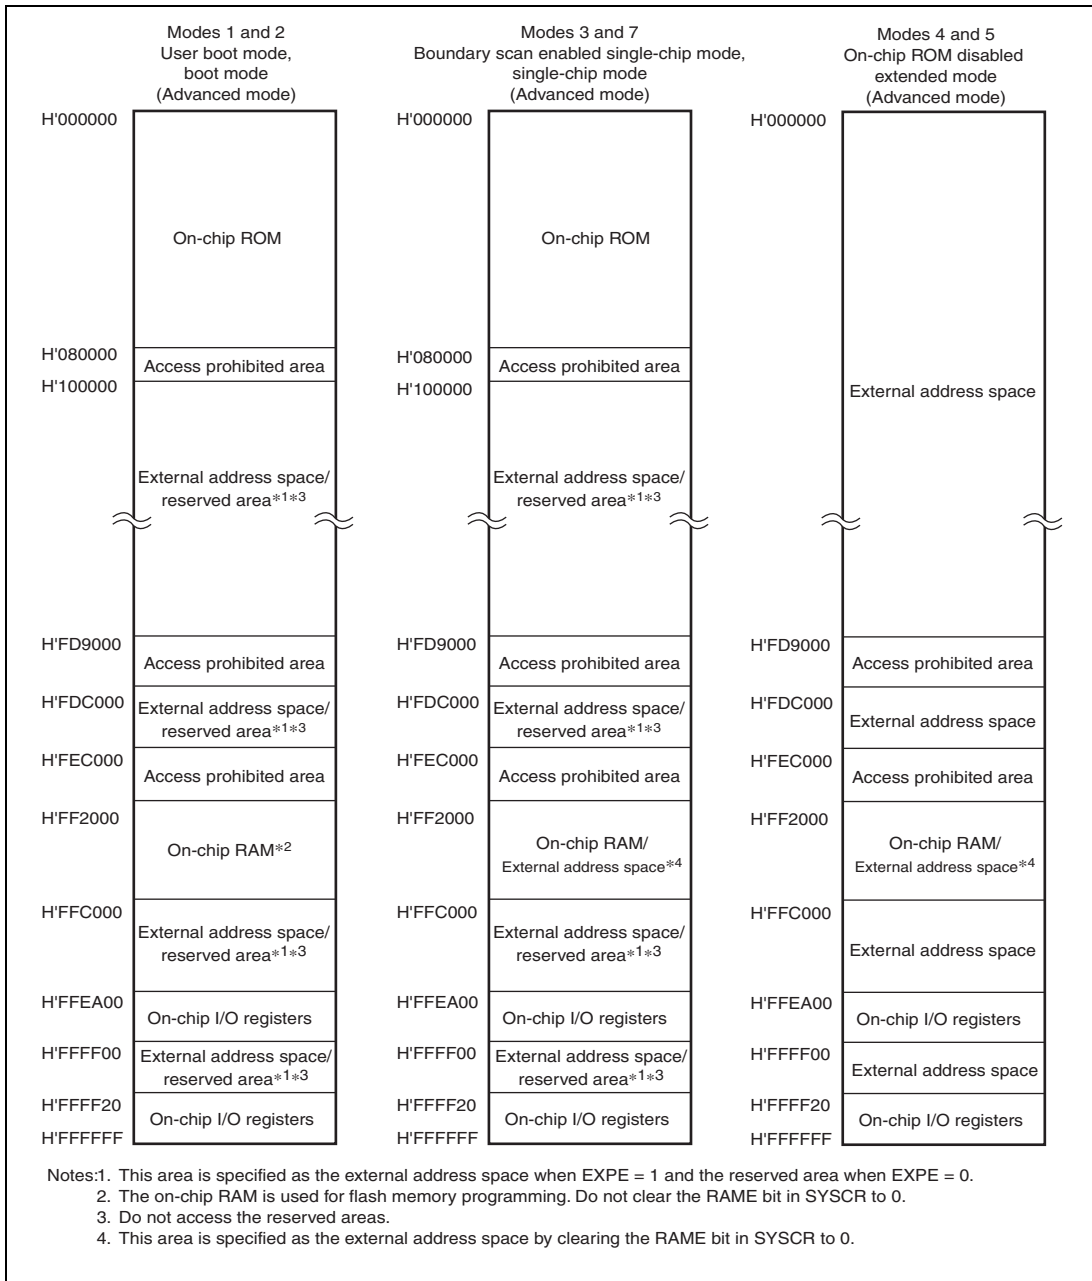 Modes 1 and 2
User boot mode,
boot mode
(Advanced mode)
H'000000
On-chip ROM
H'080000
Access prohibited area
H'100000
External address space/
reserved area*1*3
H'FD9000
Access prohibited area
H'FDC000
External address space/
reserved area*1*3
H'FEC000
Access prohibited area
H'FF2000
On-chip RAM*2
H'FFC000
External address space/
reserved area*1*3
H'FFEA00
On-chip I/O registers
H'FFFF00
External address space/
reserved area*1*3
H'FFFF20
On-chip I/O registers
H'FFFFFF
Modes 3 and 7
Boundary scan enabled single-chip mode,
single-chip mode
(Advanced mode)
H'000000
On-chip ROM
H'080000
Access prohibited area
H'100000
External address space/
reserved area*1*3
H'FD9000
Access prohibited area
H'FDC000
External address space/
reserved area*1*3
H'FEC000
Access prohibited area
H'FF2000
On-chip RAM/
External address space*4
H'FFC000
External address space/
reserved area*1*3
H'FFEA00
On-chip I/O registers
H'FFFF00
External address space/
reserved area*1*3
H'FFFF20
On-chip I/O registers
H'FFFFFF
Modes 4 and 5
On-chip ROM disabled
extended mode
(Advanced mode)
H'000000
External address space
H'FD9000
Access prohibited area
H'FDC000
External address space
H'FEC000
Access prohibited area
H'FF2000
On-chip RAM/
External address space*4
H'FFC000
External address space
H'FFEA00
On-chip I/O registers
H'FFFF00
External address space
H'FFFF20
On-chip I/O registers
H'FFFFFF
Notes:1. This area is specified as the external address space when EXPE = 1 and the reserved area when EXPE = 0.
2. The on-chip RAM is used for flash memory programming. Do not clear the RAME bit in SYSCR to 0.
3. Do not access the reserved areas.
4. This area is specified as the external address space by clearing the RAME bit in SYSCR to 0.